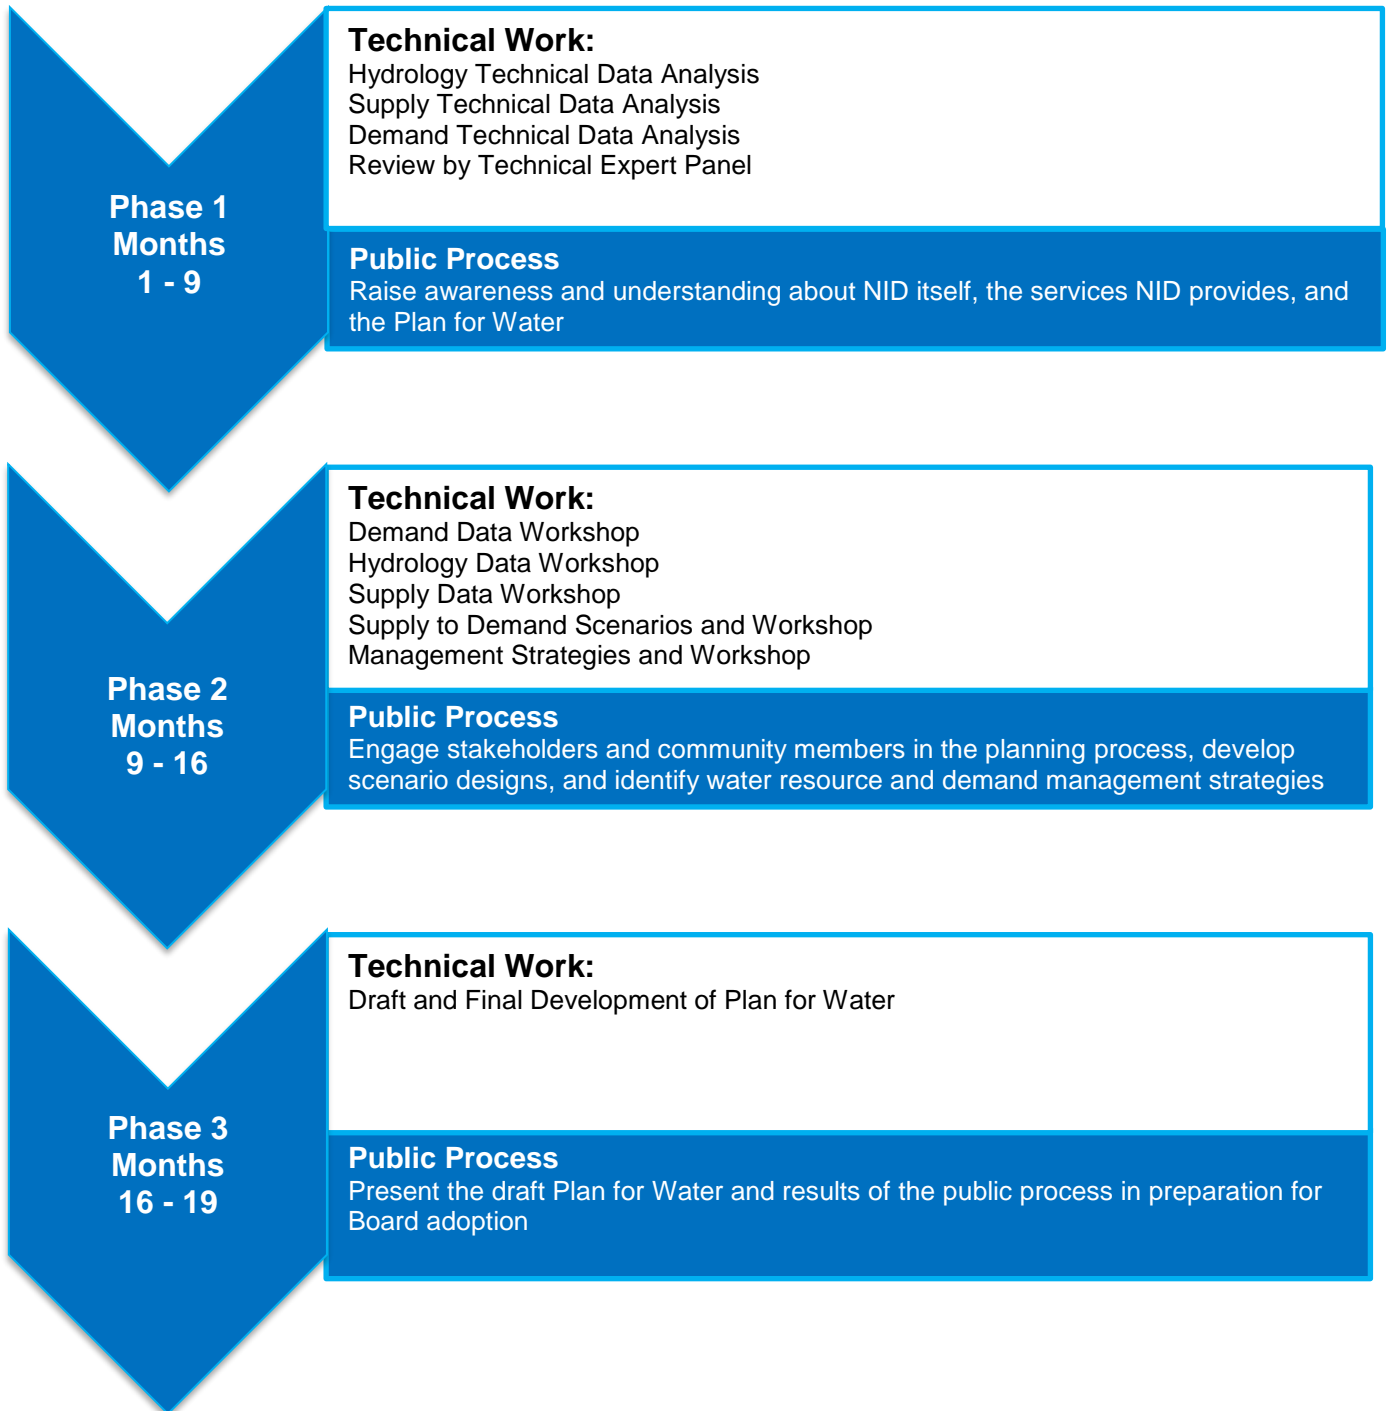 Phase 1
Months
1 - 9
Technical Work:
Hydrology Technical Data Analysis
Supply Technical Data Analysis
Demand Technical Data Analysis
Review by Technical Expert Panel
Public Process
Raise awareness and understanding about NID itself, the services NID provides, and
the Plan for Water
Phase 2
Months
9 - 16
Technical Work:
Demand Data Workshop
Hydrology Data Workshop
Supply Data Workshop
Supply to Demand Scenarios and Workshop
Management Strategies and Workshop
Public Process
Engage stakeholders and community members in the planning process, develop
scenario designs, and identify water resource and demand management strategies
Phase 3
Months
16 - 19
Technical Work:
Draft and Final Development of Plan for Water
Public Process
Present the draft Plan for Water and results of the public process in preparation for
Board adoption